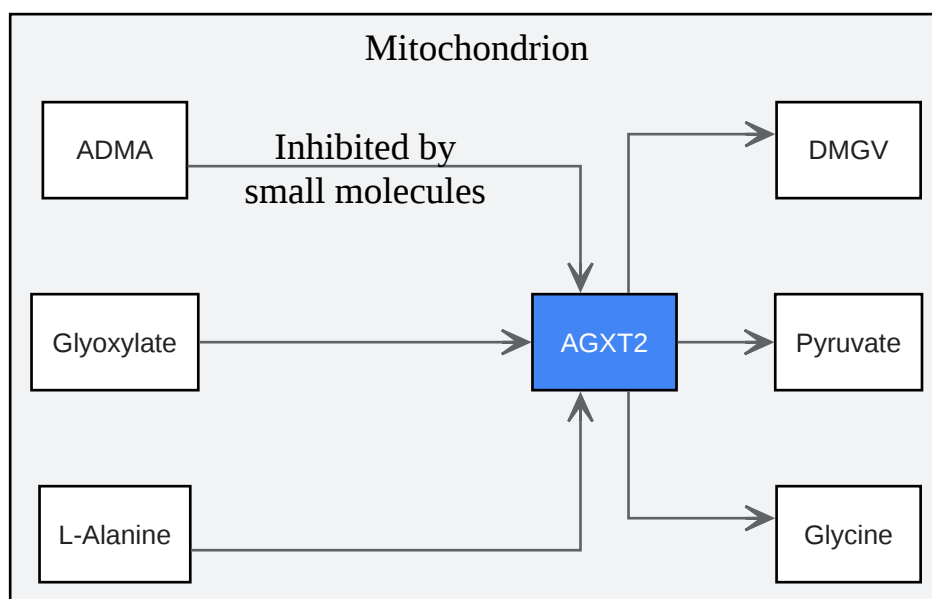 Mitochondrion
ADMA
Inhibited by
small molecules
DMGV
Glyoxylate
AGXT2
Pyruvate
L-Alanine
Glycine